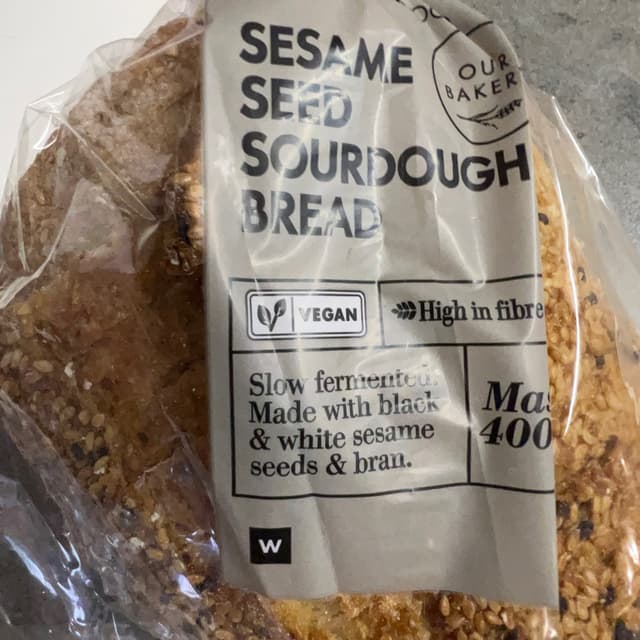 SESAME
SEED
SOURDOUGH
BREAD
OUR
BAKER
VEGAN
High in fibre
Slow fermented.
Made with black
& white sesame
seeds & bran.
Mas
400
W